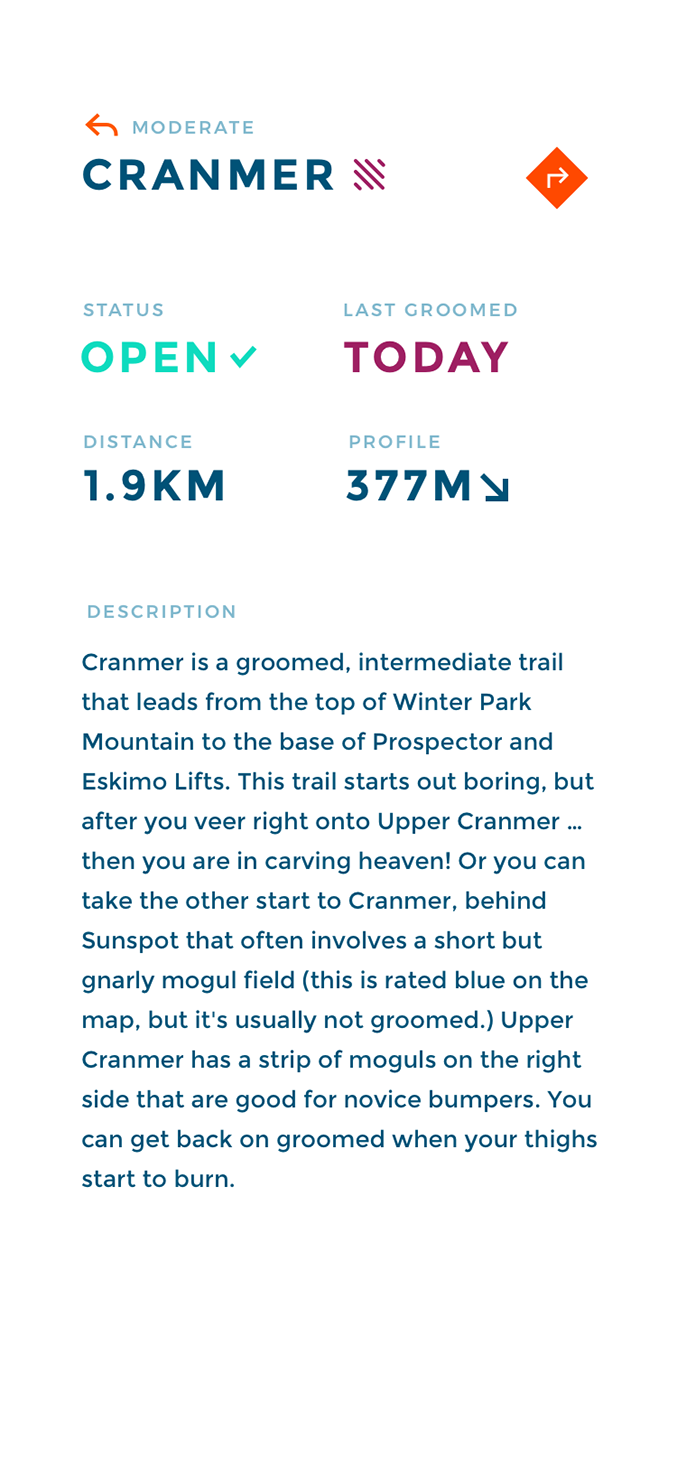 MODERATE
CRANMER
STATUS
LAST GROOMED
OPEN
TODAY
DISTANCE
PROFILE
1.9KM
377M
DESCRIPTION
Cranmer is a groomed, intermediate trail
that leads from the top of Winter Park
Mountain to the base of Prospector and
Eskimo Lifts. This trail starts out boring, but
after you veer right onto Upper Cranmer ...
then you are in carving heaven! Or you can
take the other start to Cranmer, behind
Sunspot that often involves a short but
gnarly mogul field (this is rated blue on the
map, but it's usually not groomed.) Upper
Cranmer has a strip of moguls on the right
side that are good for novice bumpers. You
can get back on groomed when your thighs
start to burn.